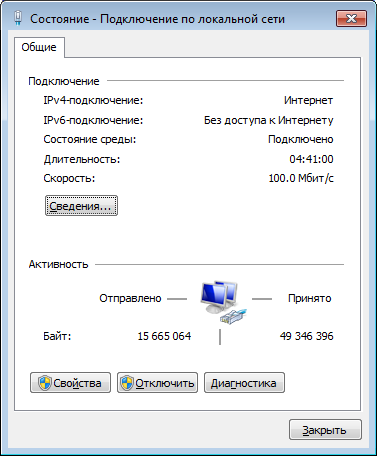 Состояние - Подключение по локальной сети
Общие
Подключение
IPv4-подключение: Интернет
IPv6-подключение: Без доступа к Интернету
Состояние среды: Подключено
Длительность: 04:41:00
Скорость: 100.0 Мбит/с
Сведения...
Активность
Отправлено Принято
Байт: 15 665 064 49 346 396
Свойства Отключить Диагностика
Закрыть